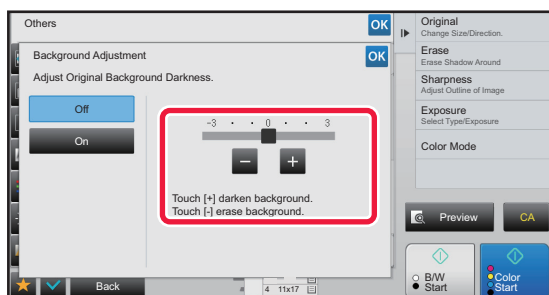 Others
OK
Background Adjustment
OK
Adjust Original Background Darkness.
Off
On
-3 · · 0 · · 3
− +
Touch [+] darken background.
Touch [-] erase background.
Back
4 11x17
Original
Change Size/Direction.
Erase
Erase Shadow Around
Sharpness
Adjust Outline of Image
Exposure
Select Type/Exposure
Color Mode
Preview
CA
B/W
Start
Color
Start